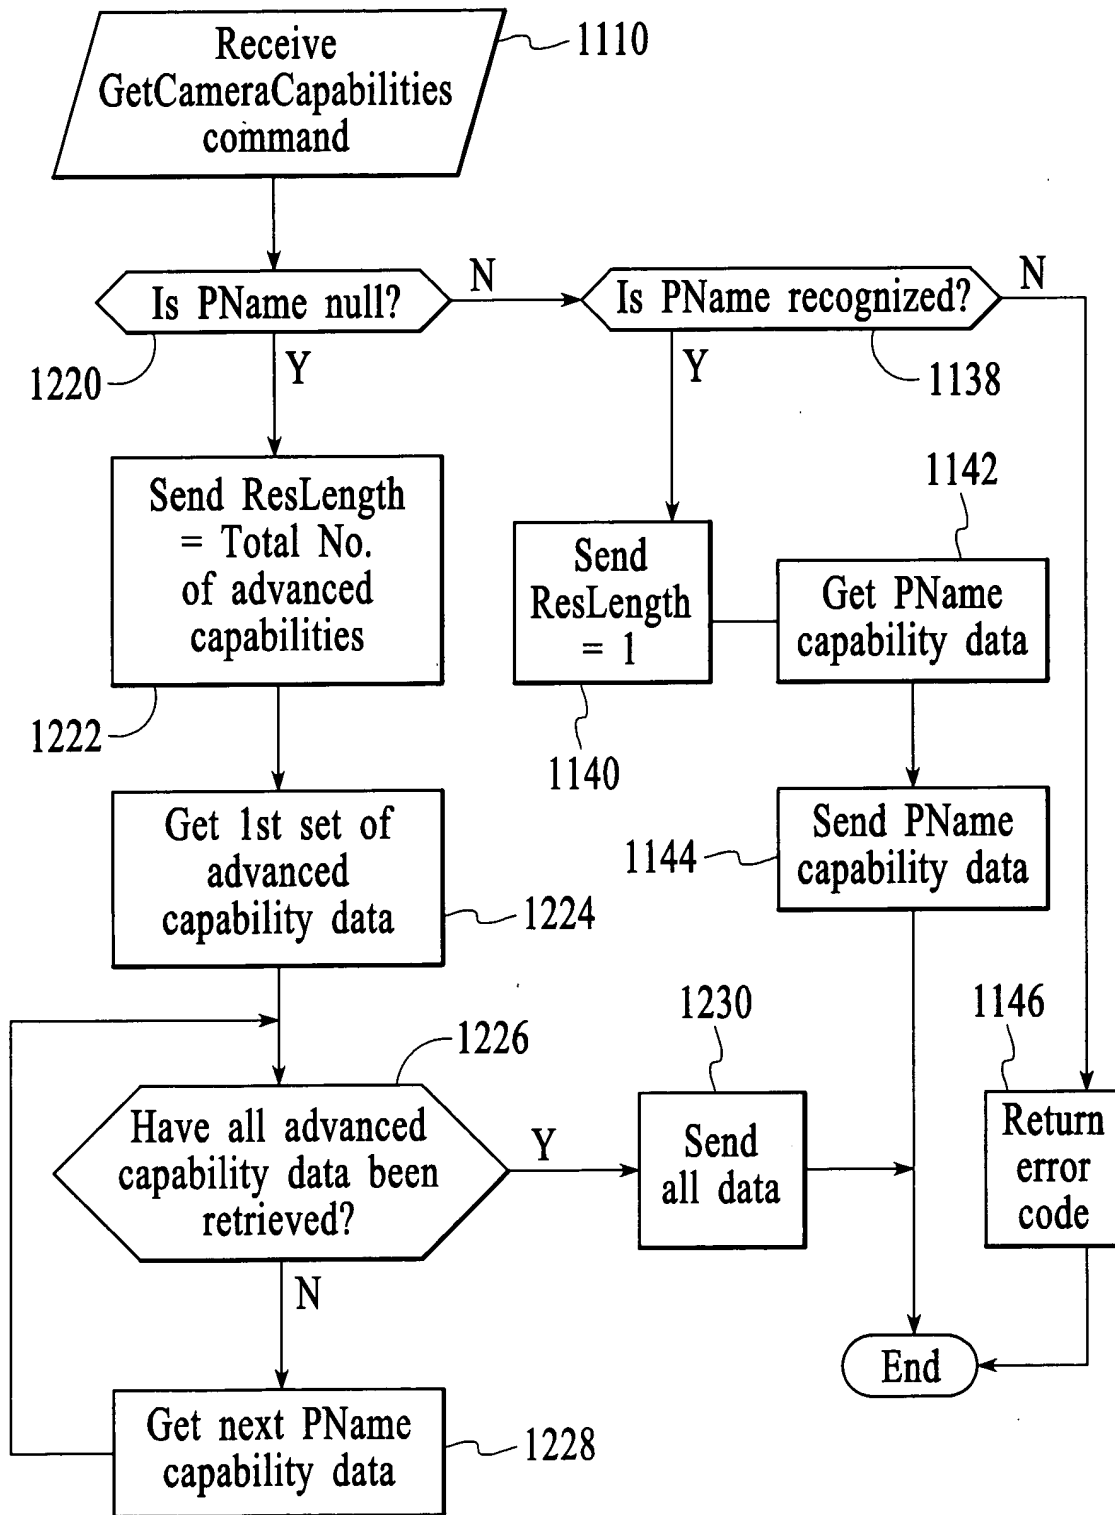 Receive
GetCameraCapabilities
command
1110
Is PName null?
N
1220
Y
Is PName recognized?
N
1138
Y
Send ResLength
= Total No.
of advanced
capabilities
1222
Send
ResLength
= 1
1140
1142
Get PName
capability data
Send PName
capability data
1144
Get 1st set of
advanced
capability data
1224
1226
Have all advanced
capability data been
retrieved?
Y
N
1230
Send
all data
1146
Return
error
code
End
Get next PName
capability data
1228